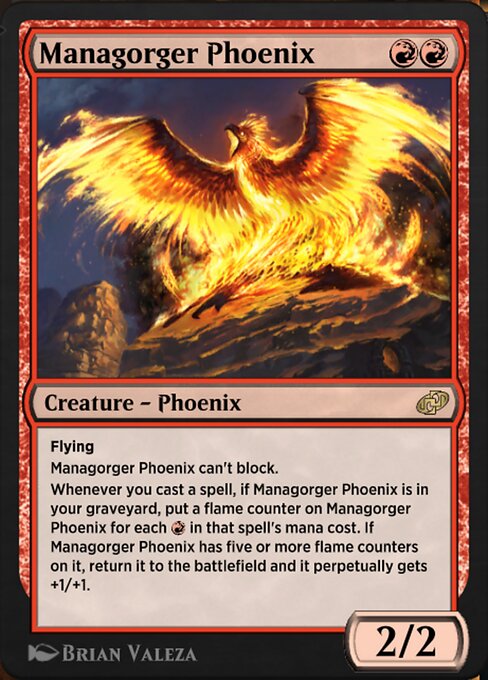 Managorger Phoenix
Creature – Phoenix
Flying
Managorger Phoenix can't block.
Whenever you cast a spell, if Managorger Phoenix is in
your graveyard, put a flame counter on Managorger
Phoenix for each in that spell's mana cost. If
Managorger Phoenix has five or more flame counters
on it, return it to the battlefield and it perpetually gets
+1/+1.
2/2
Brian Valeza